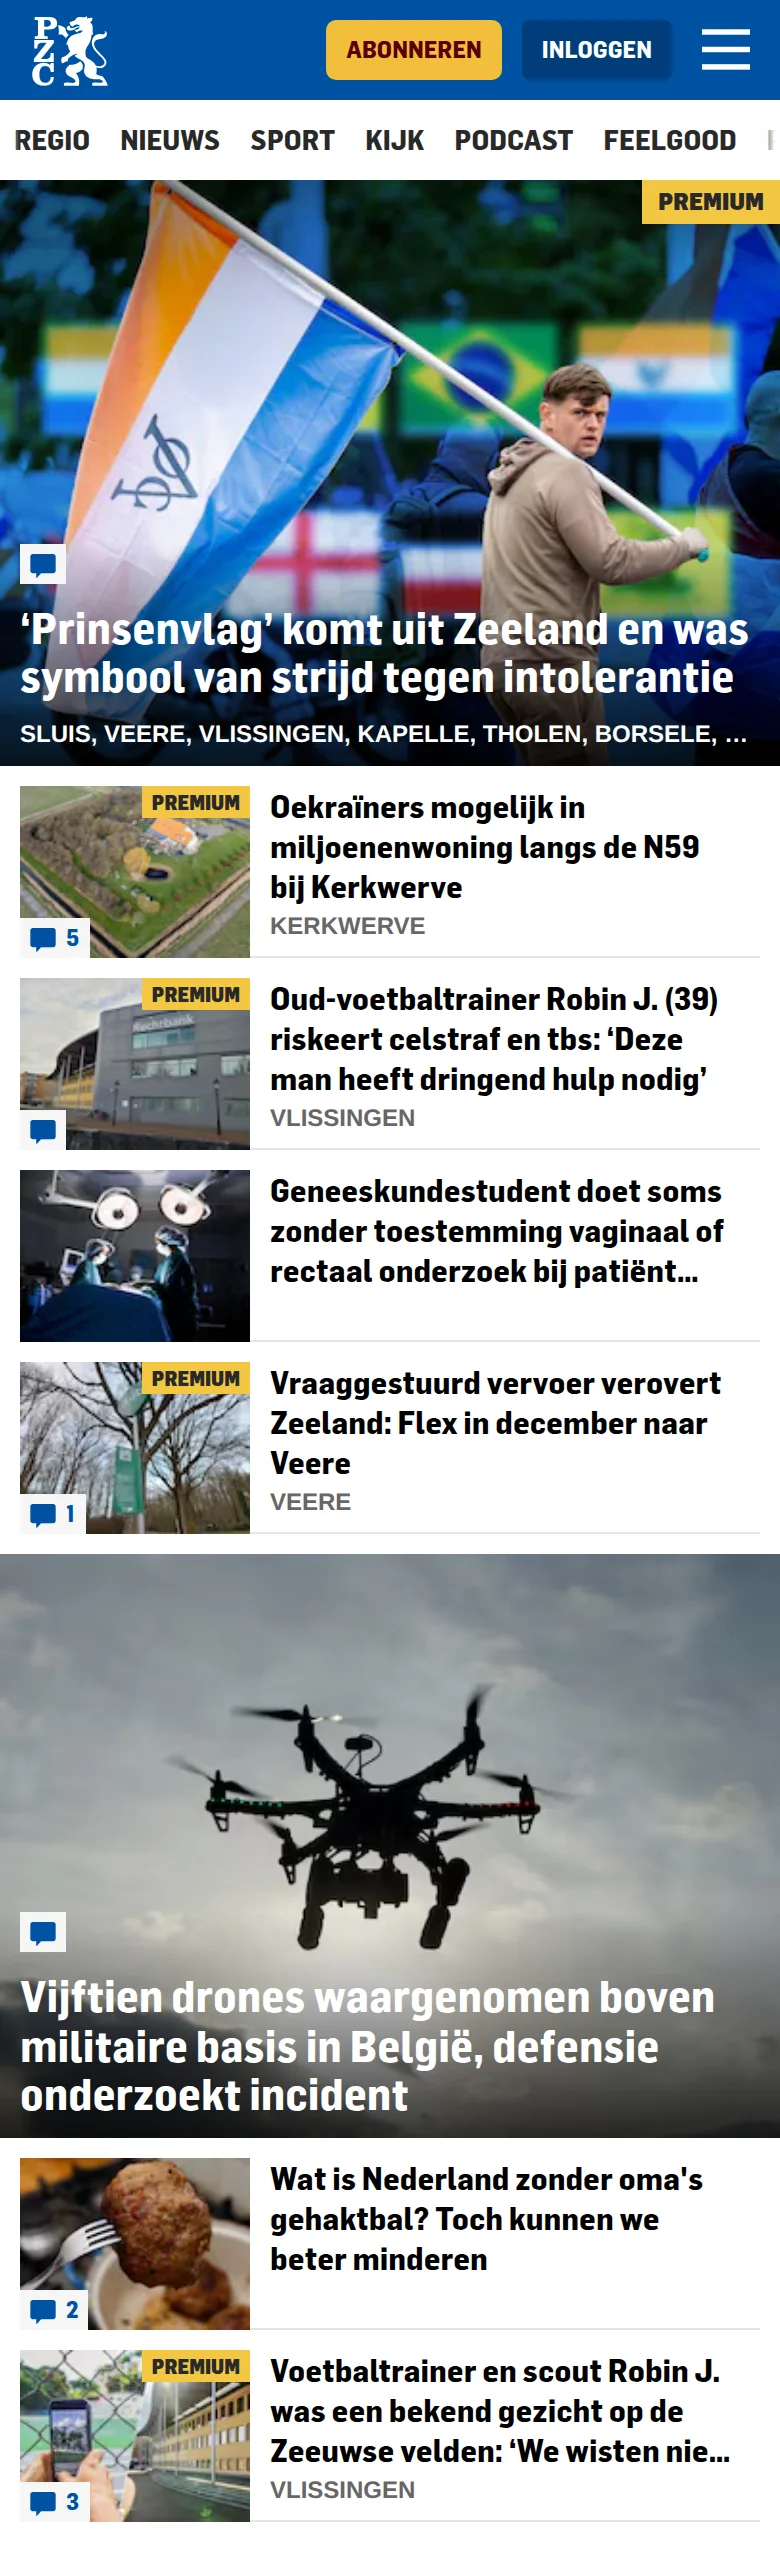 PZC
ABONNEREN
INLOGGEN
REGIO NIEUWS SPORT KIJK PODCAST FEELGOOD
PREMIUM
‘Prinsenvlag’ komt uit Zeeland en was
symbool van strijd tegen intolerantie
SLUIS, VEERE, VLISSINGEN, KAPELLE, THOLEN, BORSELE, ...
PREMIUM
5
Oekraïners mogelijk in
miljoenenwoning langs de N59
bij Kerkwerve
KERKWERVE
PREMIUM
Rechtbank
Oud-voetbaltrainer Robin J. (39)
riskeert celstraf en tbs: ‘Deze
man heeft dringend hulp nodig’
VLISSINGEN
Geneeskundestudent doet soms
zonder toestemming vaginaal of
rectaal onderzoek bij patiënt...
PREMIUM
1
Vraaggestuurd vervoer verovert
Zeeland: Flex in december naar
Veere
VEERE
Vijftien drones waargenomen boven
militaire basis in België, defensie
onderzoekt incident
2
Wat is Nederland zonder oma's
gehaktbal? Toch kunnen we
beter minderen
PREMIUM
3
Voetbaltrainer en scout Robin J.
was een bekend gezicht op de
Zeeuwse velden: ‘We wisten nie...
VLISSINGEN